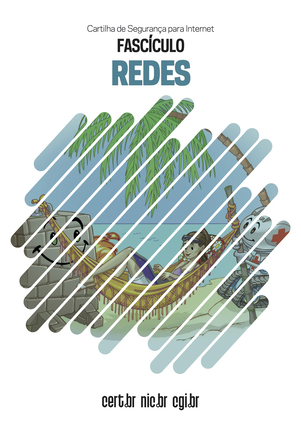 Cartilha de Segurança para Internet
FASCÍCULO
REDES
cert.br nic.br cgi.br